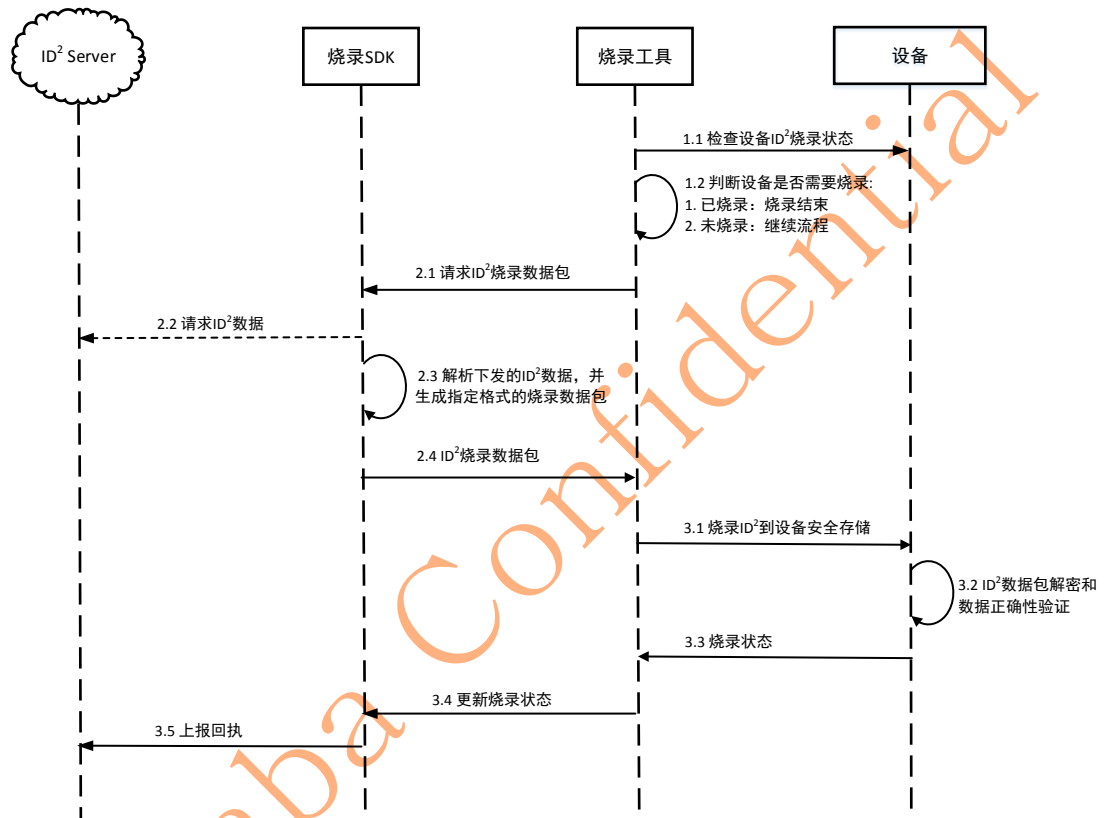 ID² Server
烧录SDK
烧录工具
设备
1.1 检查设备ID²烧录状态
1.2 判断设备是否需要烧录:
1. 已烧录：烧录结束
2. 未烧录：继续流程
2.1 请求ID²烧录数据包
2.2 请求ID²数据
2.3 解析下发的ID²数据，并
生成指定格式的烧录数据包
2.4 ID²烧录数据包
3.1 烧录ID²到设备安全存储
3.2 ID²数据包解密和
数据正确性验证
3.3 烧录状态
3.4 更新烧录状态
3.5 上报回执
aba Confidential